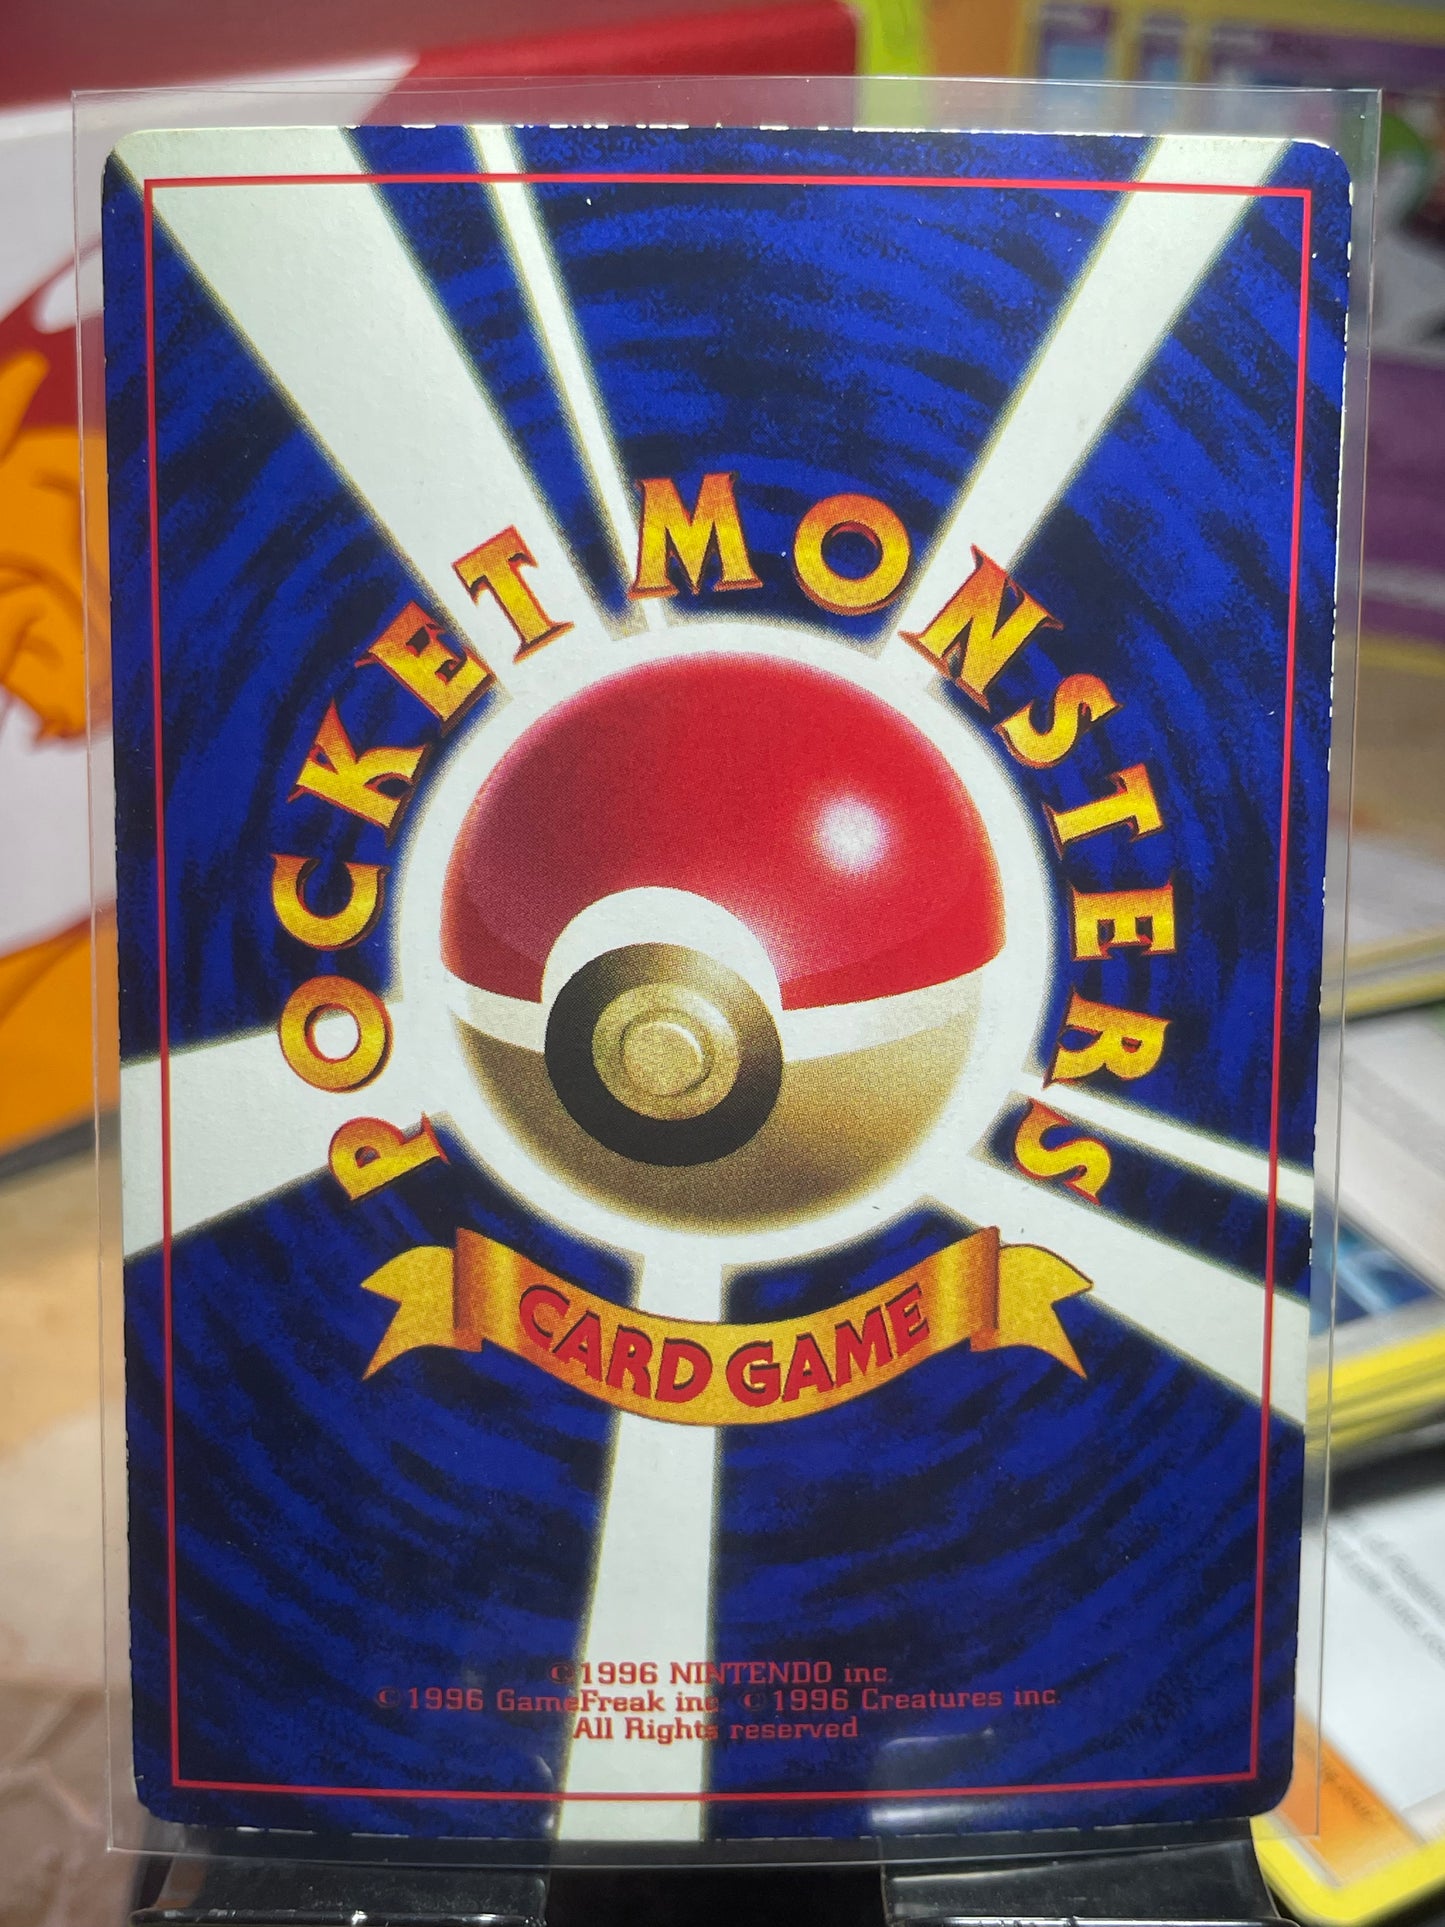 POCKET MONSTERS
CARD GAME
©1996 NINTENDO inc.
©1996 GameFreak inc. ©1996 Creatures inc.
All Rights reserved